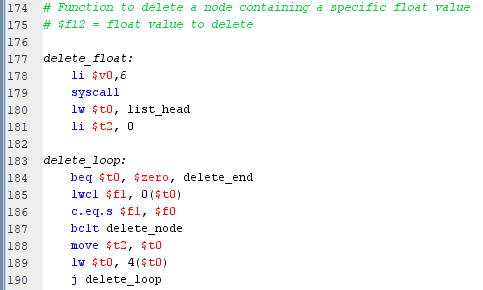 174 # Function to delete a node containing a specific float value
175 # $f12 = float value to delete
176
177 delete_float:
178 li $v0,6
179 syscall
180 lw $t0, list_head
181 li $t2, 0
182
183 delete_loop:
184 beq $t0, $zero, delete_end
185 lwc1 $f1, 0($t0)
186 c.eq.s $f1, $f0
187 bc1t delete_node
188 move $t2, $t0
189 lw $t0, 4($t0)
190 j delete_loop